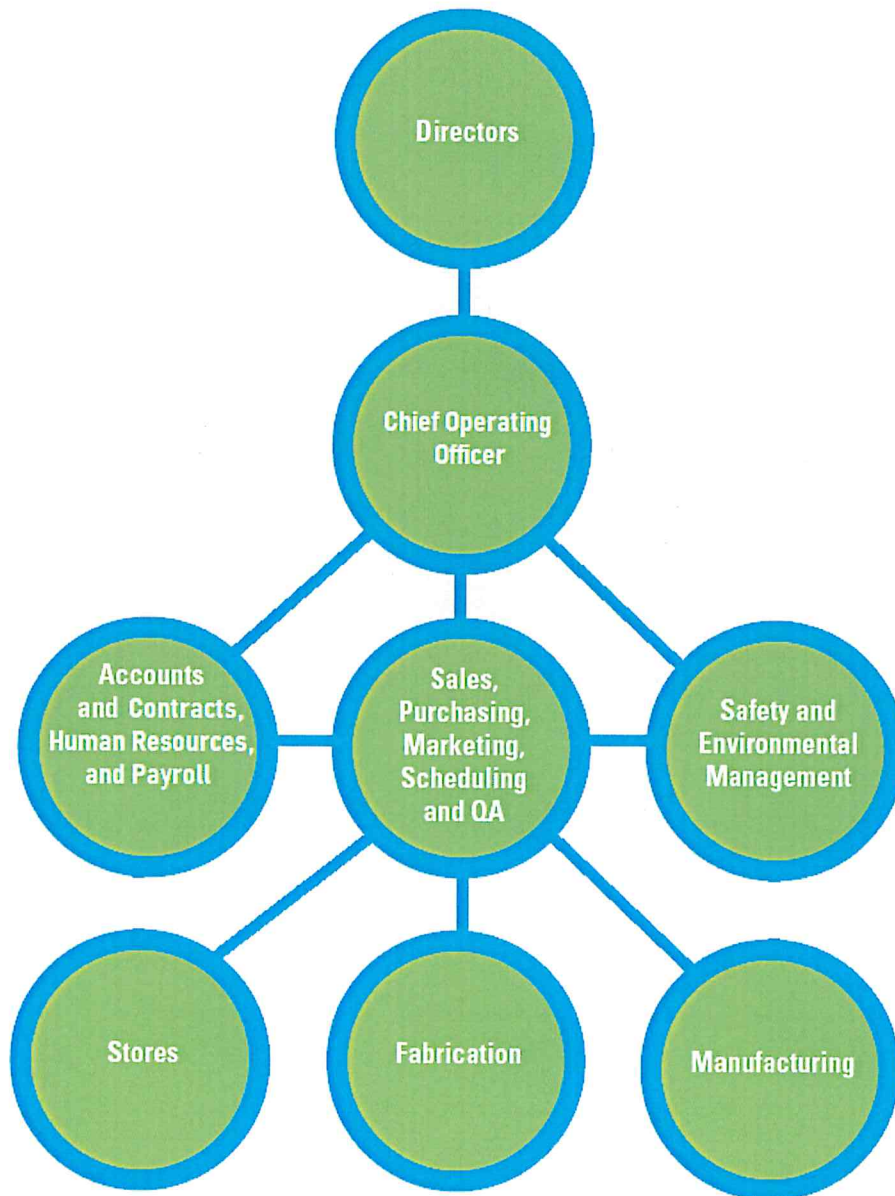 Directors
Chief Operating
Officer
Accounts
and Contracts,
Human Resources,
and Payroll
Sales,
Purchasing,
Marketing,
Scheduling
and QA
Safety and
Environmental
Management
Stores
Fabrication
Manufacturing